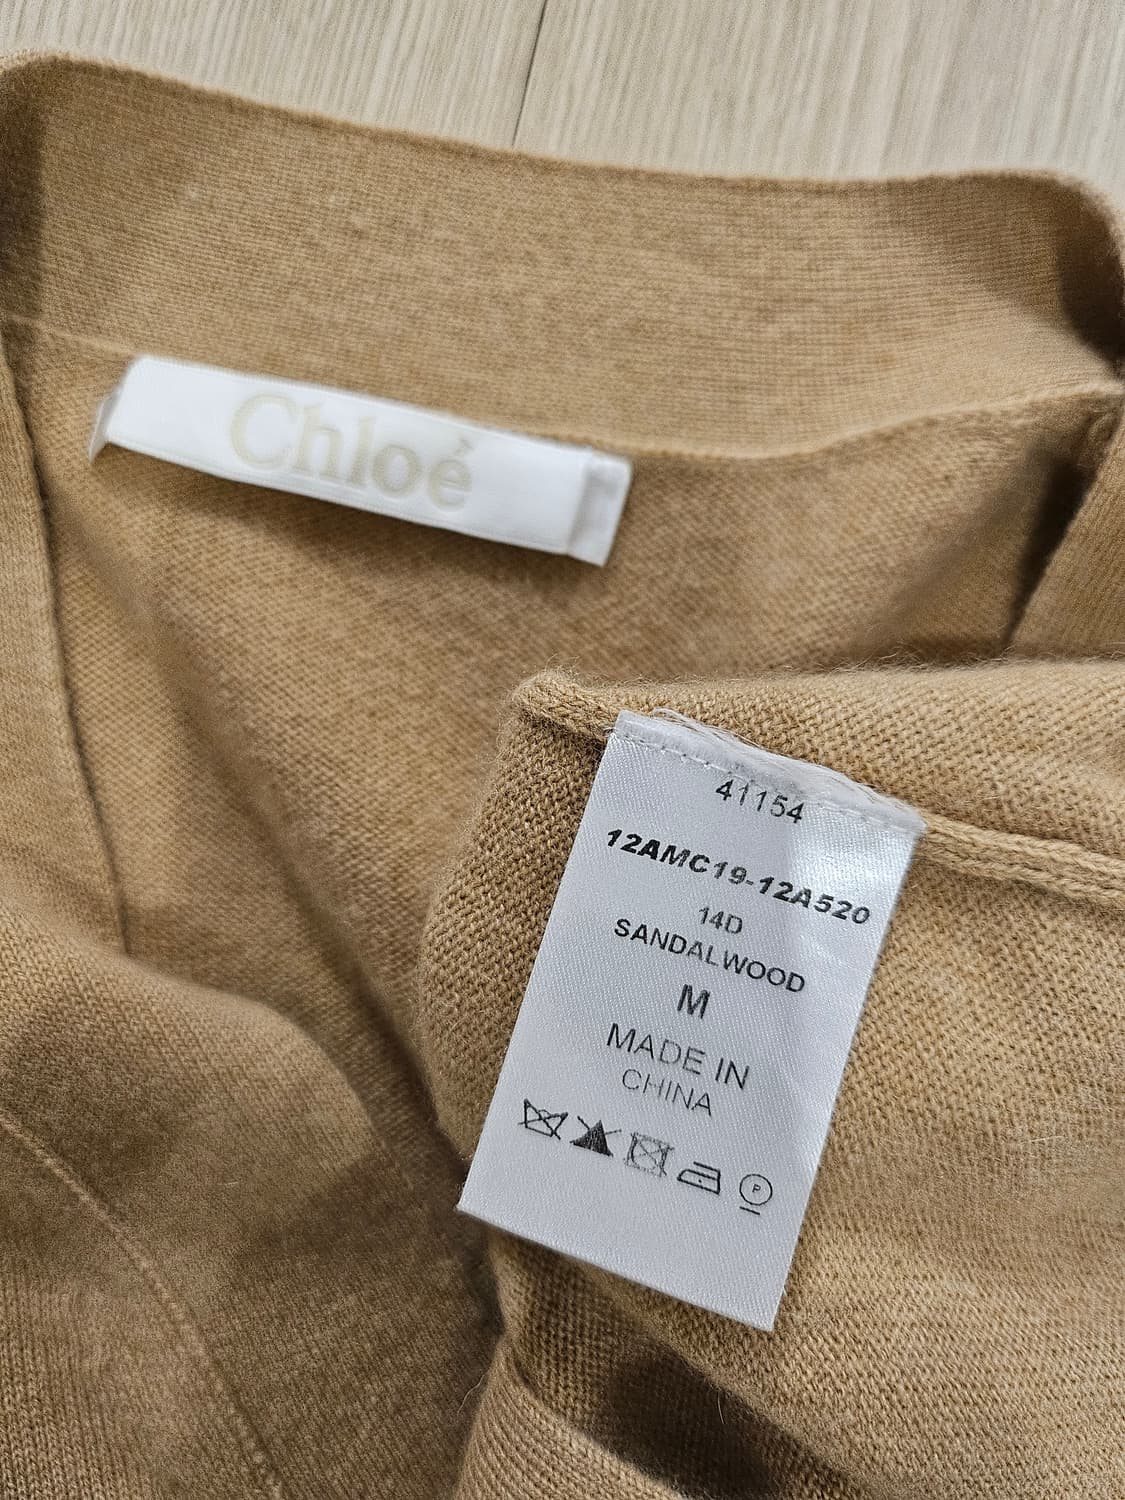 Chloé
41154
12AMC19-12A520
14D
SANDALWOOD
M
MADE IN
CHINA
P